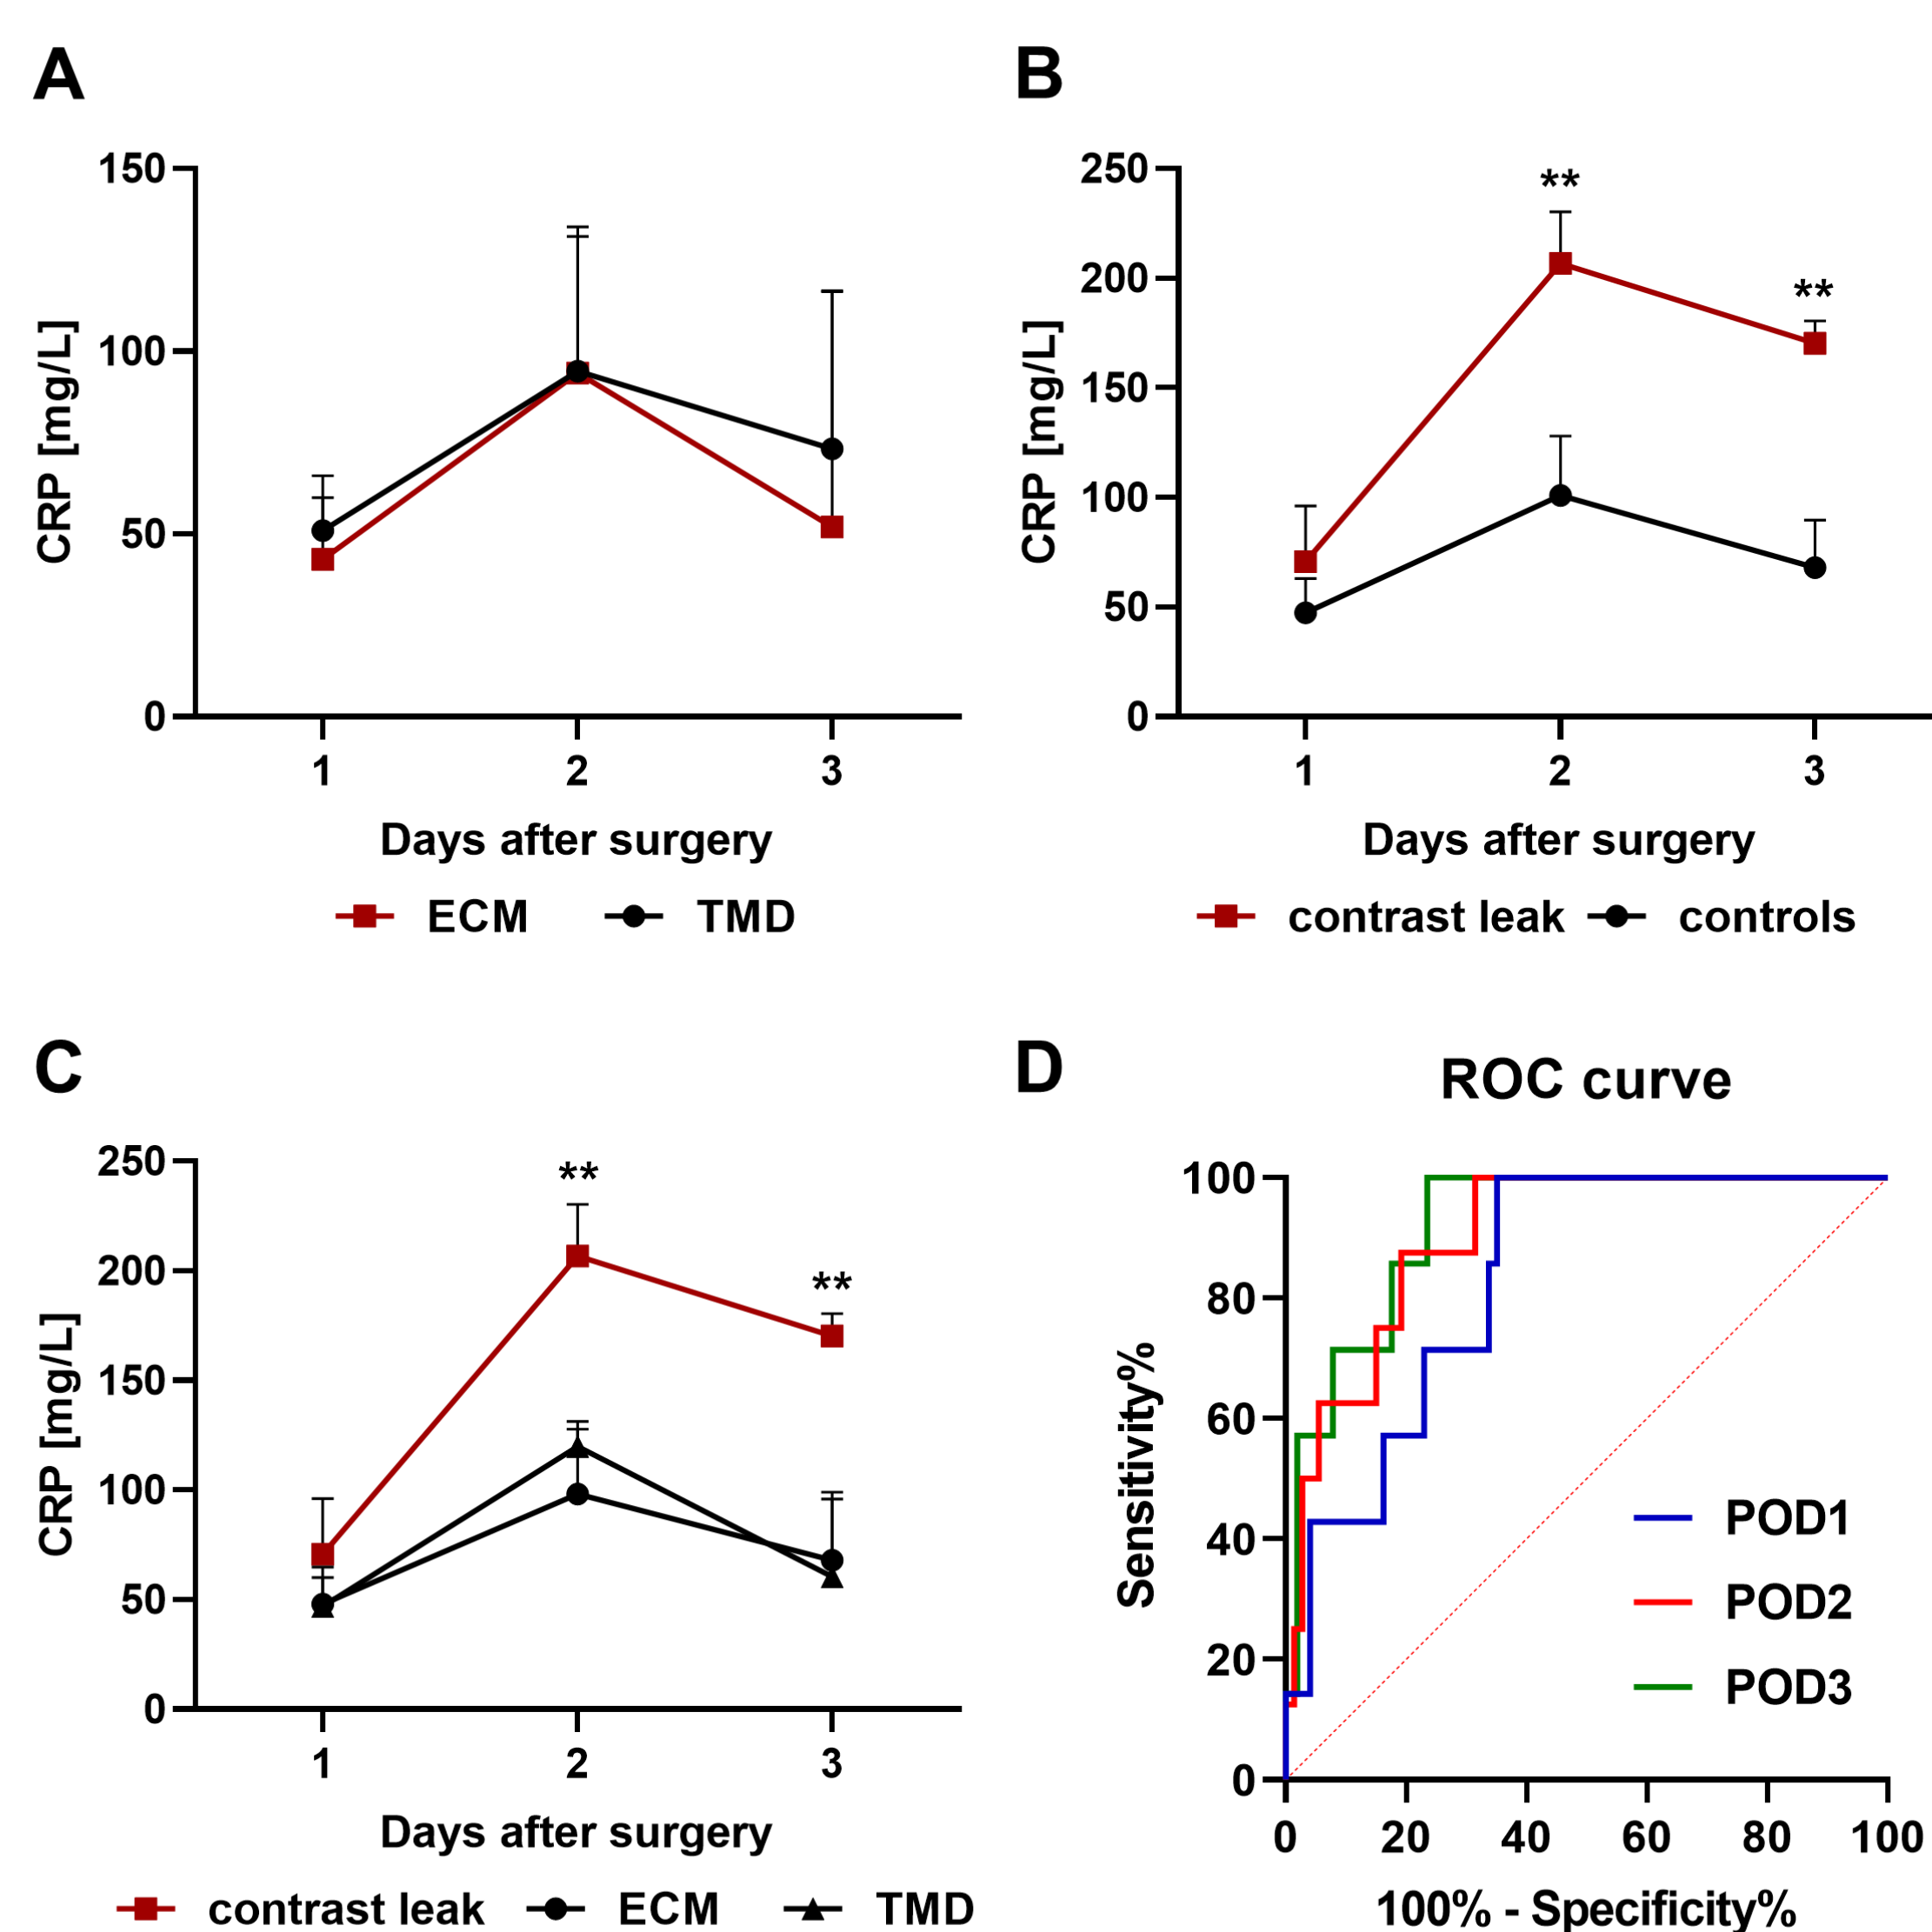 A
150
100
50
0
CRP [mg/L]
1 2 3
Days after surgery
ECM TMD
B
250
200
150
100
50
0
CRP [mg/L]
**
**
1 2 3
Days after surgery
contrast leak controls
C
250
200
150
100
50
0
CRP [mg/L]
**
**
1 2 3
Days after surgery
contrast leak ECM TMD
D
ROC curve
100
80
60
40
20
0
Sensitivity%
POD1
POD2
POD3
0 20 40 60 80 100
100% - Specificity%